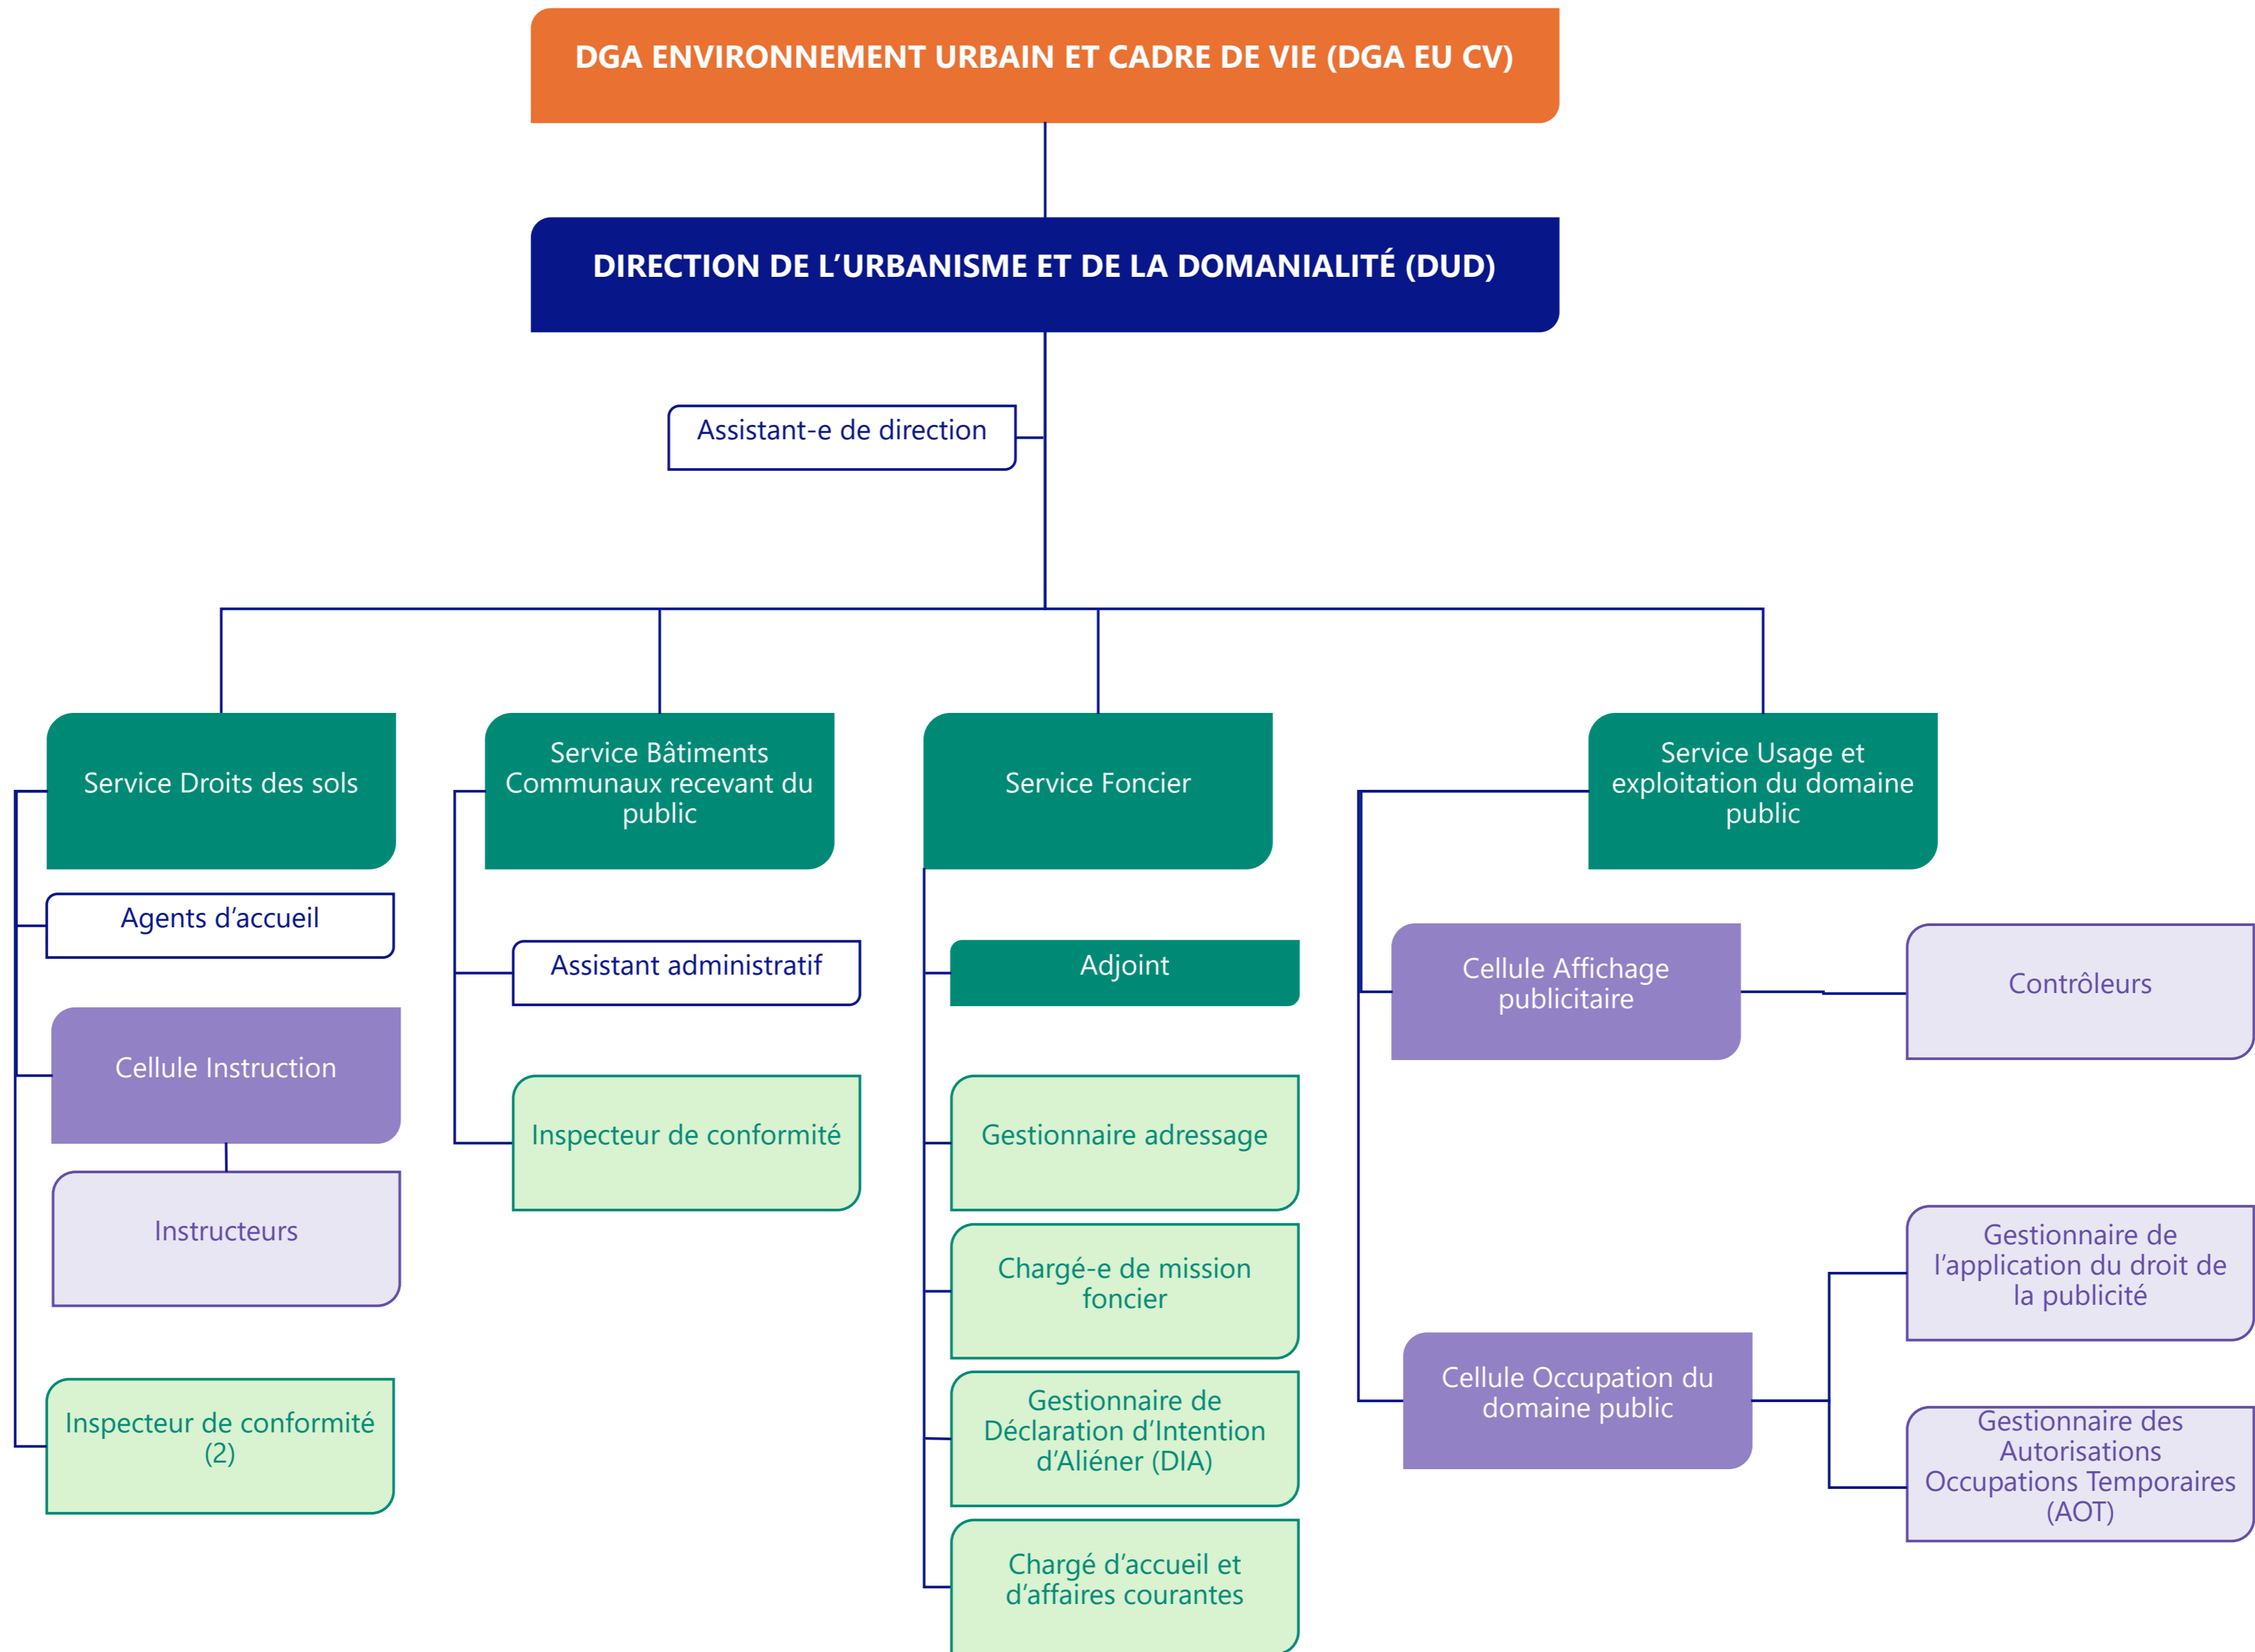 DGA ENVIRONNEMENT URBAIN ET CADRE DE VIE (DGA EU CV)
DIRECTION DE L’URBANISME ET DE LA DOMANIALITÉ (DUD)
Assistant-e de direction
Service Droits des sols
Agents d’accueil
Cellule Instruction
Instructeurs
Inspecteur de conformité
(2)
Service Bâtiments
Communaux recevant du
public
Assistant administratif
Inspecteur de conformité
Service Foncier
Adjoint
Gestionnaire adressage
Chargé-e de mission
foncier
Gestionnaire de
Déclaration d’Intention
d’Aliéner (DIA)
Chargé d’accueil et
d’affaires courantes
Service Usage et
exploitation du domaine
public
Cellule Affichage
publicitaire
Contrôleurs
Cellule Occupation du
domaine public
Gestionnaire de
l’application du droit de
la publicité
Gestionnaire des
Autorisations
Occupations Temporaires
(AOT)